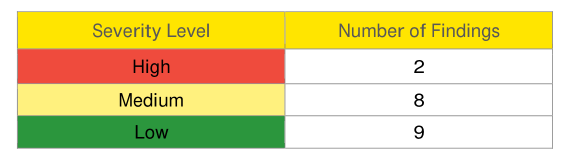 Severity Level Number of Findings
High 2
Medium 8
Low 9